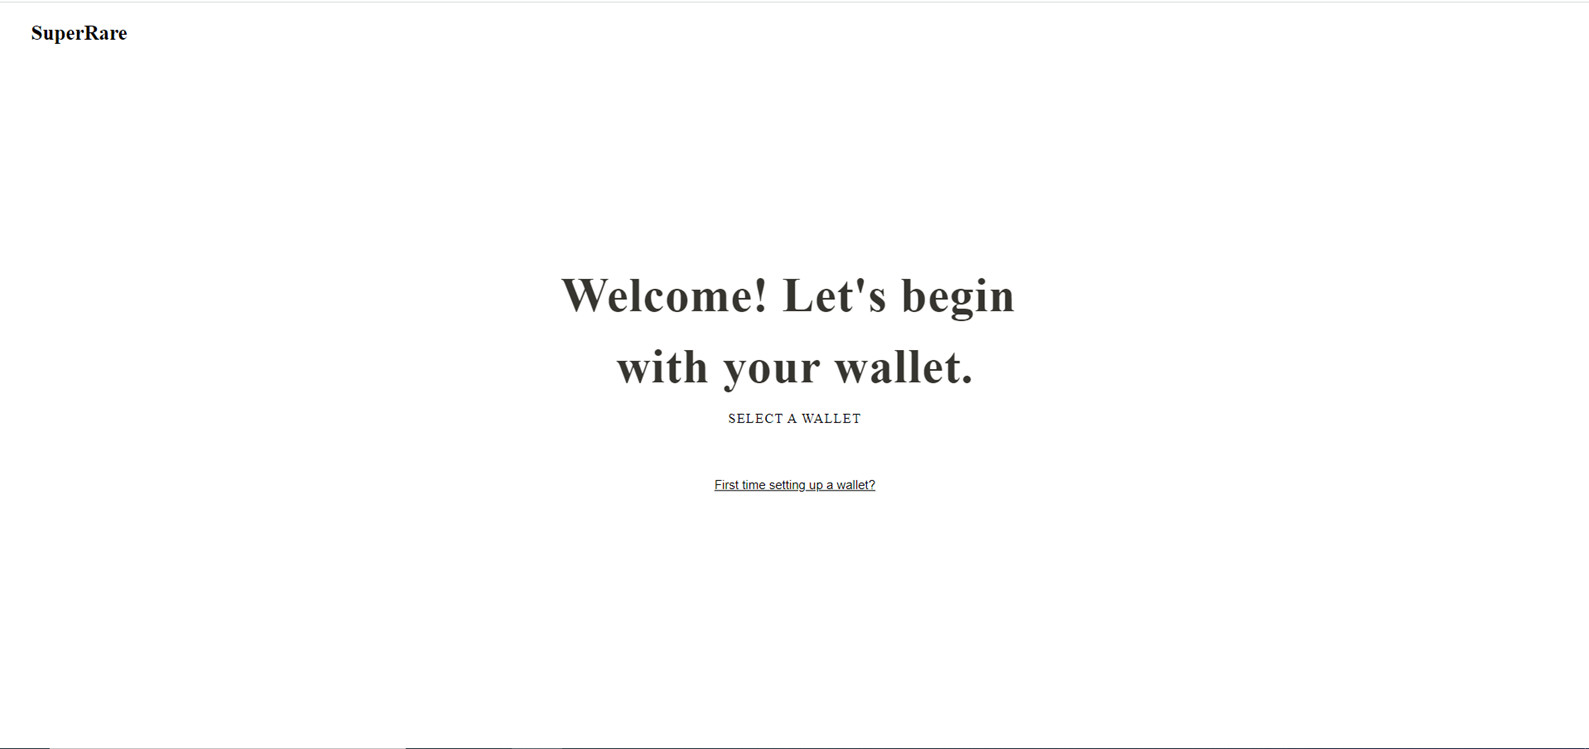 SuperRare
Welcome! Let's begin
with your wallet.
SELECT A WALLET
First time setting up a wallet?